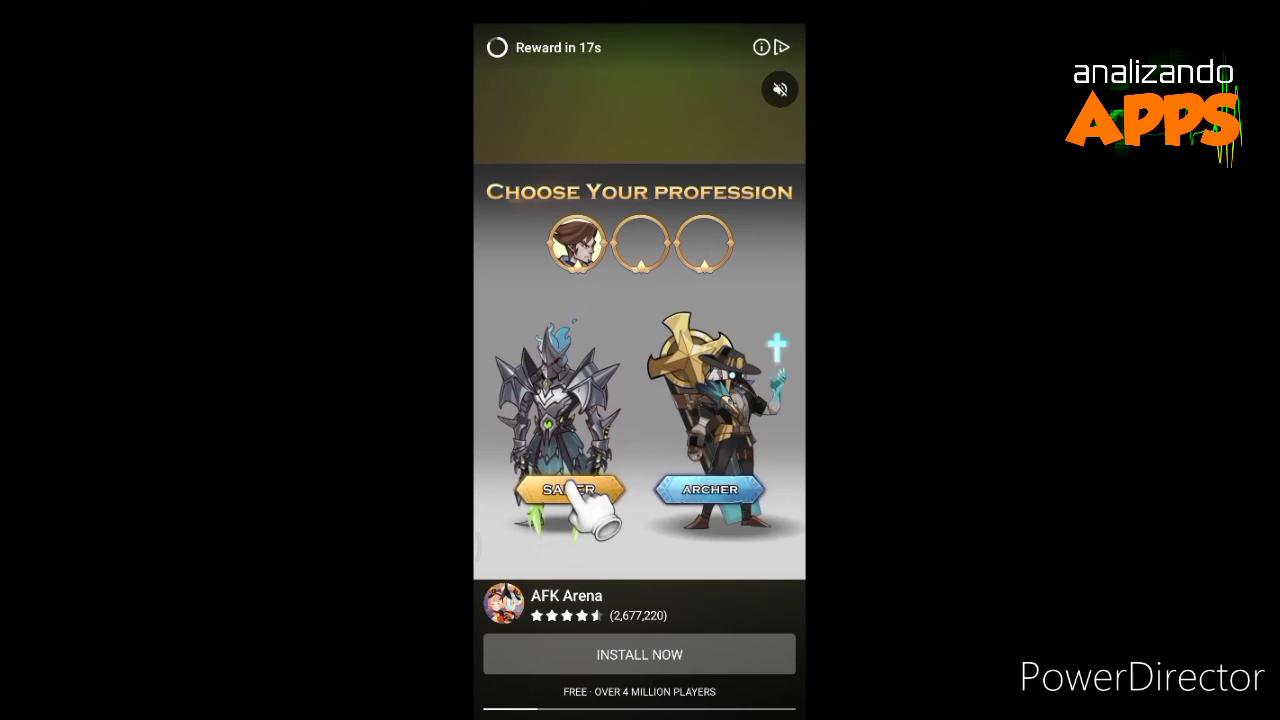 Reward in 17s
analizando
APPS
CHOOSE YOUR PROFESSION
ARCHER
AFK Arena
(2,677,220)
INSTALL NOW
FREE · OVER 4 MILLION PLAYERS
PowerDirector